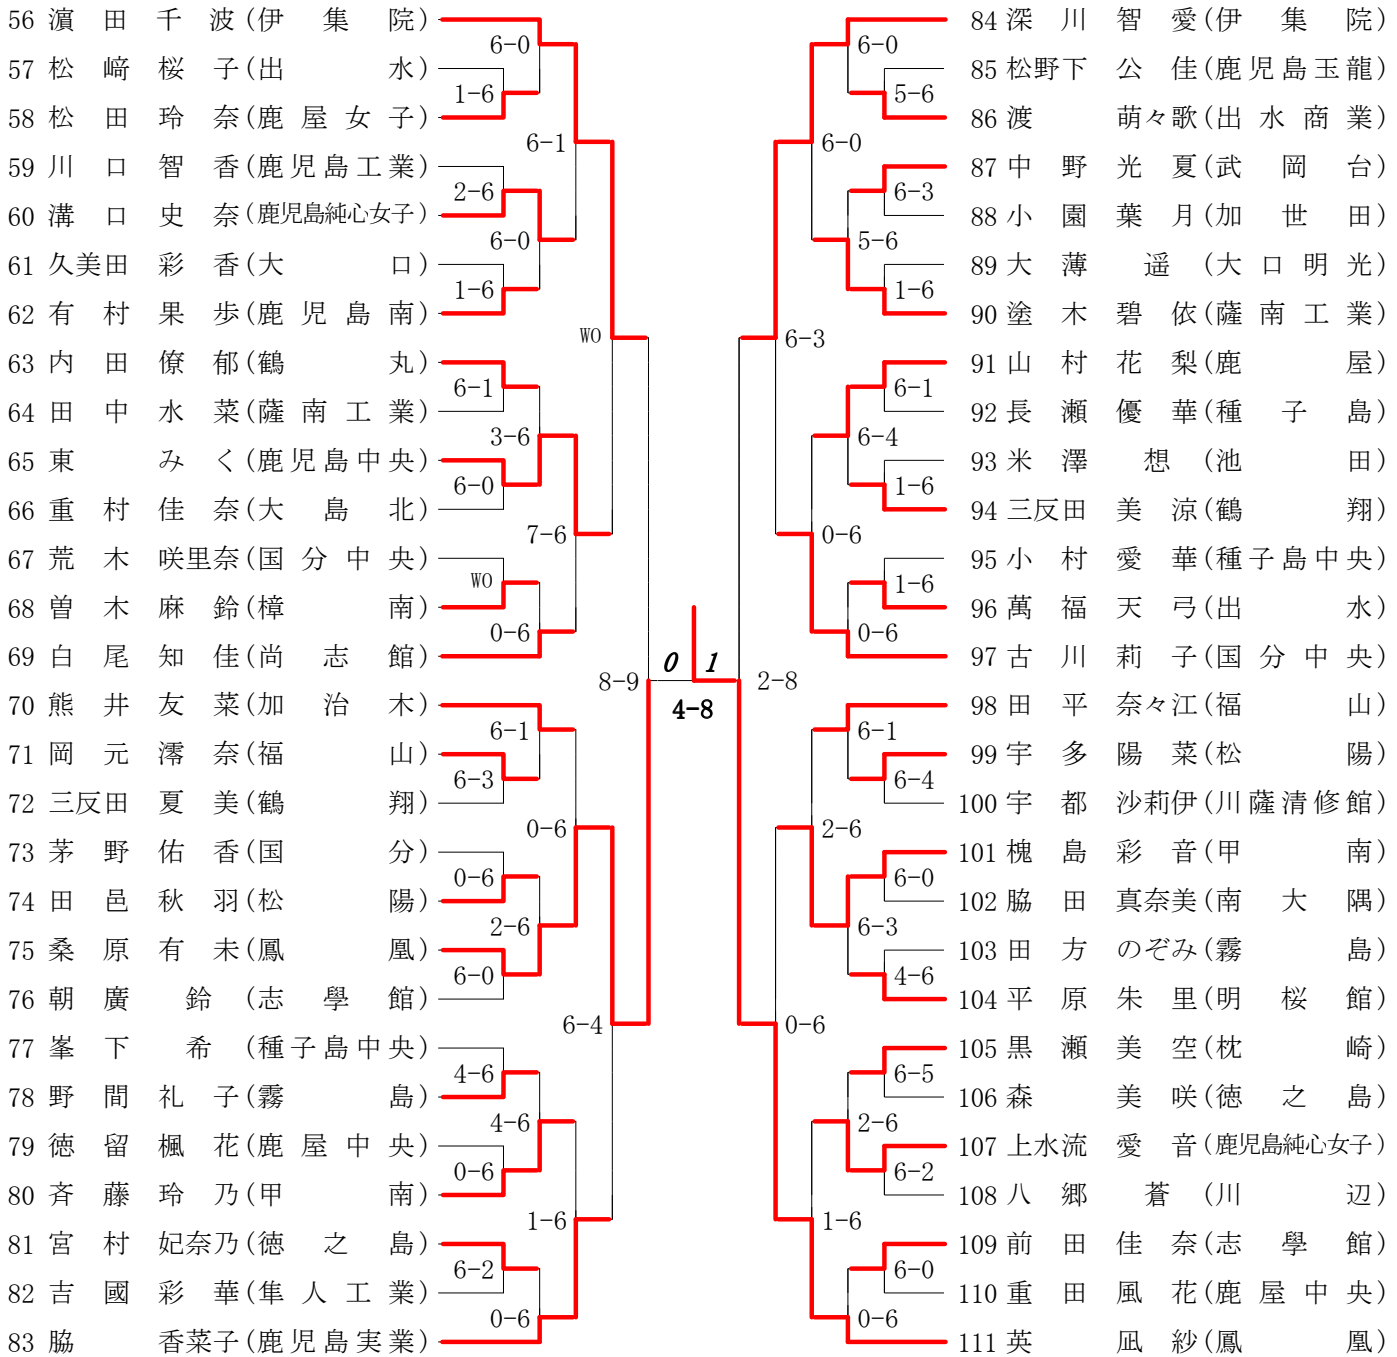 56 濵田千波(伊集院)
6-0
57 松﨑桜子(出水)
1-6
58 松田玲奈(鹿屋女子)
6-1
59 川口智香(鹿児島工業)
2-6
60 溝口史奈(鹿児島純心女子)
6-0
61 久美田彩香(大口)
1-6
62 有村果歩(鹿児島南)
WO
63 内田僚郁(鶴丸)
6-1
64 田中水菜(薩南工業)
3-6
65 東みく(鹿児島中央)
6-0
66 重村佳奈(大島北)
7-6
67 荒木咲里奈(国分中央)
WO
68 曽木麻鈴(樟南)
0-6
69 白尾知佳(尚志館)
8-9
70 熊井友菜(加治木)
6-1
71 岡元澪奈(福山)
6-3
72 三反田夏美(鶴翔)
0-6
73 茅野佑香(国分)
0-6
74 田邑秋羽(松陽)
2-6
75 桑原有未(鳳凰)
6-0
76 朝廣鈴(志學館)
6-4
77 峯下希(種子島中央)
4-6
78 野間礼子(霧島)
4-6
79 徳留楓花(鹿屋中央)
0-6
80 斉藤玲乃(甲南)
1-6
81 宮村妃奈乃(徳之島)
6-2
82 吉國彩華(隼人工業)
0-6
83 脇香菜子(鹿児島実業)
0 1
4-8
84 深川智愛(伊集院)
6-0
85 松野下公佳(鹿児島玉龍)
5-6
86 渡萌々歌(出水商業)
6-0
87 中野光夏(武岡台)
6-3
88 小園葉月(加世田)
5-6
89 大薄遥(大口明光)
1-6
90 塗木碧依(薩南工業)
6-3
91 山村花梨(鹿屋)
6-1
92 長瀬優華(種子島)
6-4
93 米澤想(池田)
1-6
94 三反田美涼(鶴翔)
0-6
95 小村愛華(種子島中央)
1-6
96 萬福天弓(出水)
0-6
97 古川莉子(国分中央)
2-8
98 田平奈々江(福山)
6-1
99 宇多陽菜(松陽)
6-4
100 宇都沙莉伊(川薩清修館)
2-6
101 槐島彩音(甲南)
6-0
102 脇田真奈美(南大隅)
6-3
103 田方のぞみ(霧島)
4-6
104 平原朱里(明桜館)
0-6
105 黒瀬美空(枕崎)
6-5
106 森美咲(徳之島)
2-6
107 上水流愛音(鹿児島純心女子)
6-2
108 八郷蒼(川辺)
1-6
109 前田佳奈(志學館)
6-0
110 重田風花(鹿屋中央)
0-6
111 英凪紗(鳳凰)